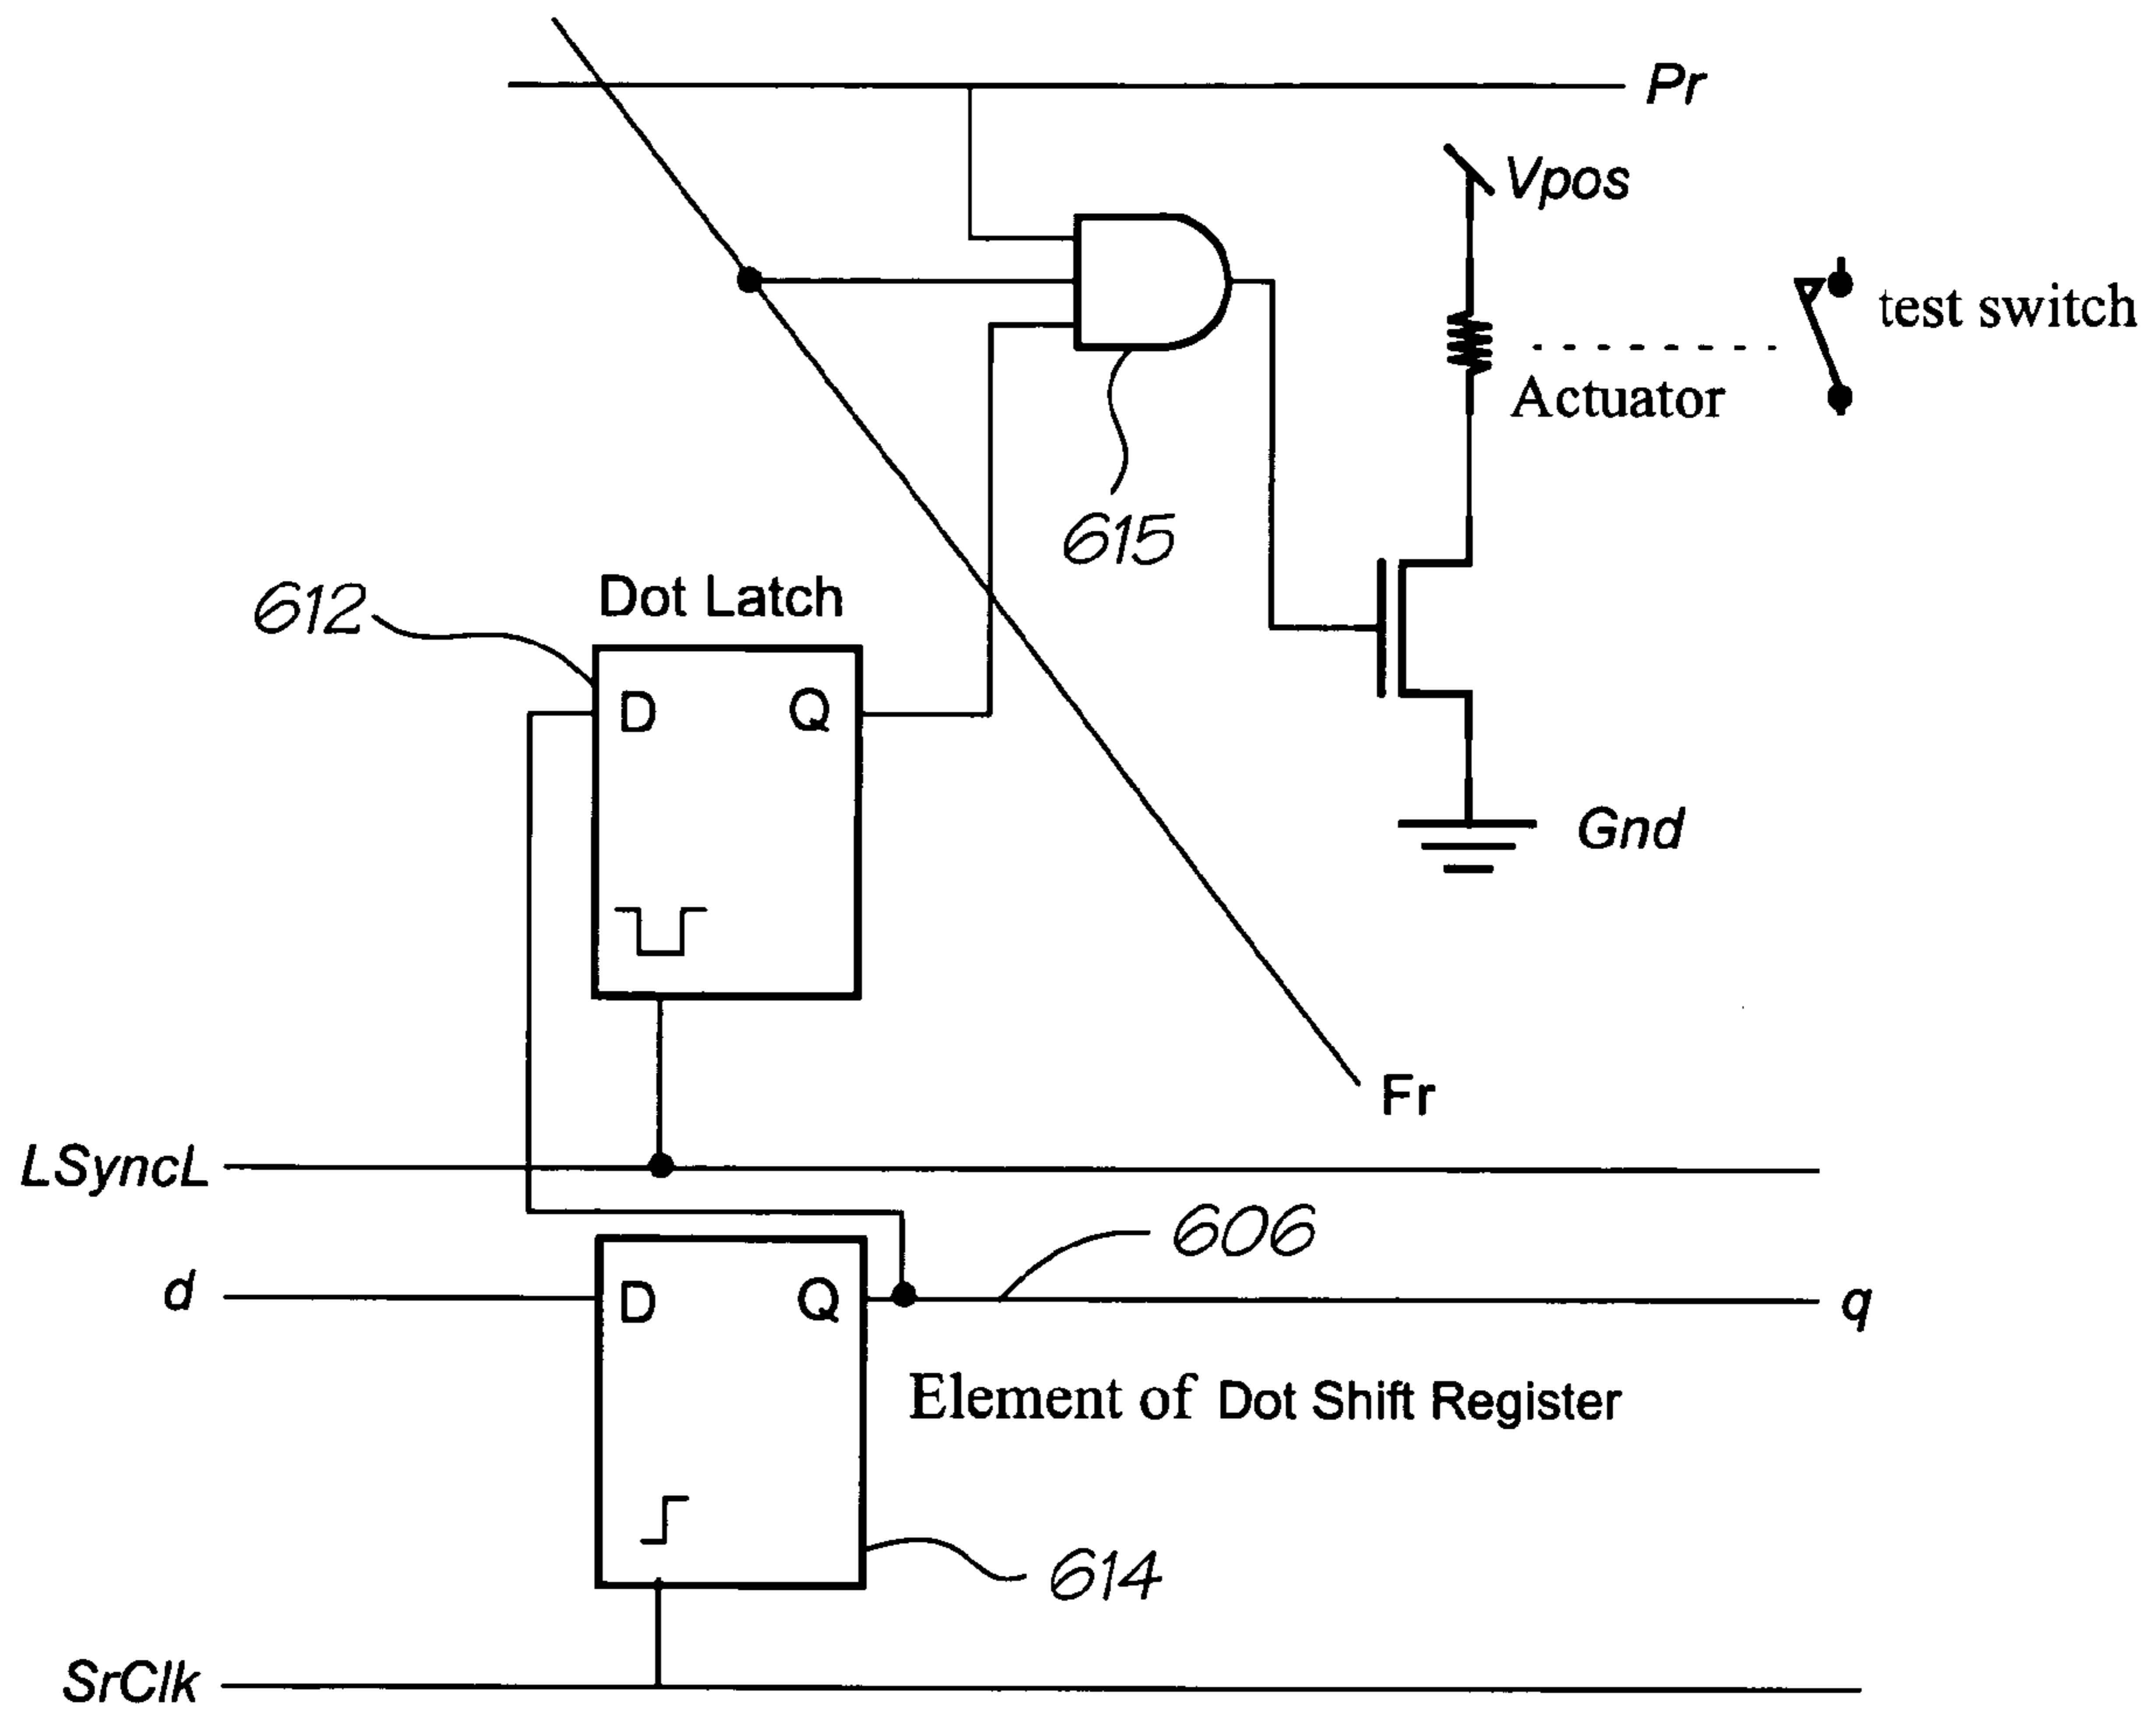 Pr
Vpos
test switch
Actuator
615
612
Dot Latch
D Q
Gnd
Fr
LSyncL
606
d
D Q
q
Element of Dot Shift Register
614
SrClk